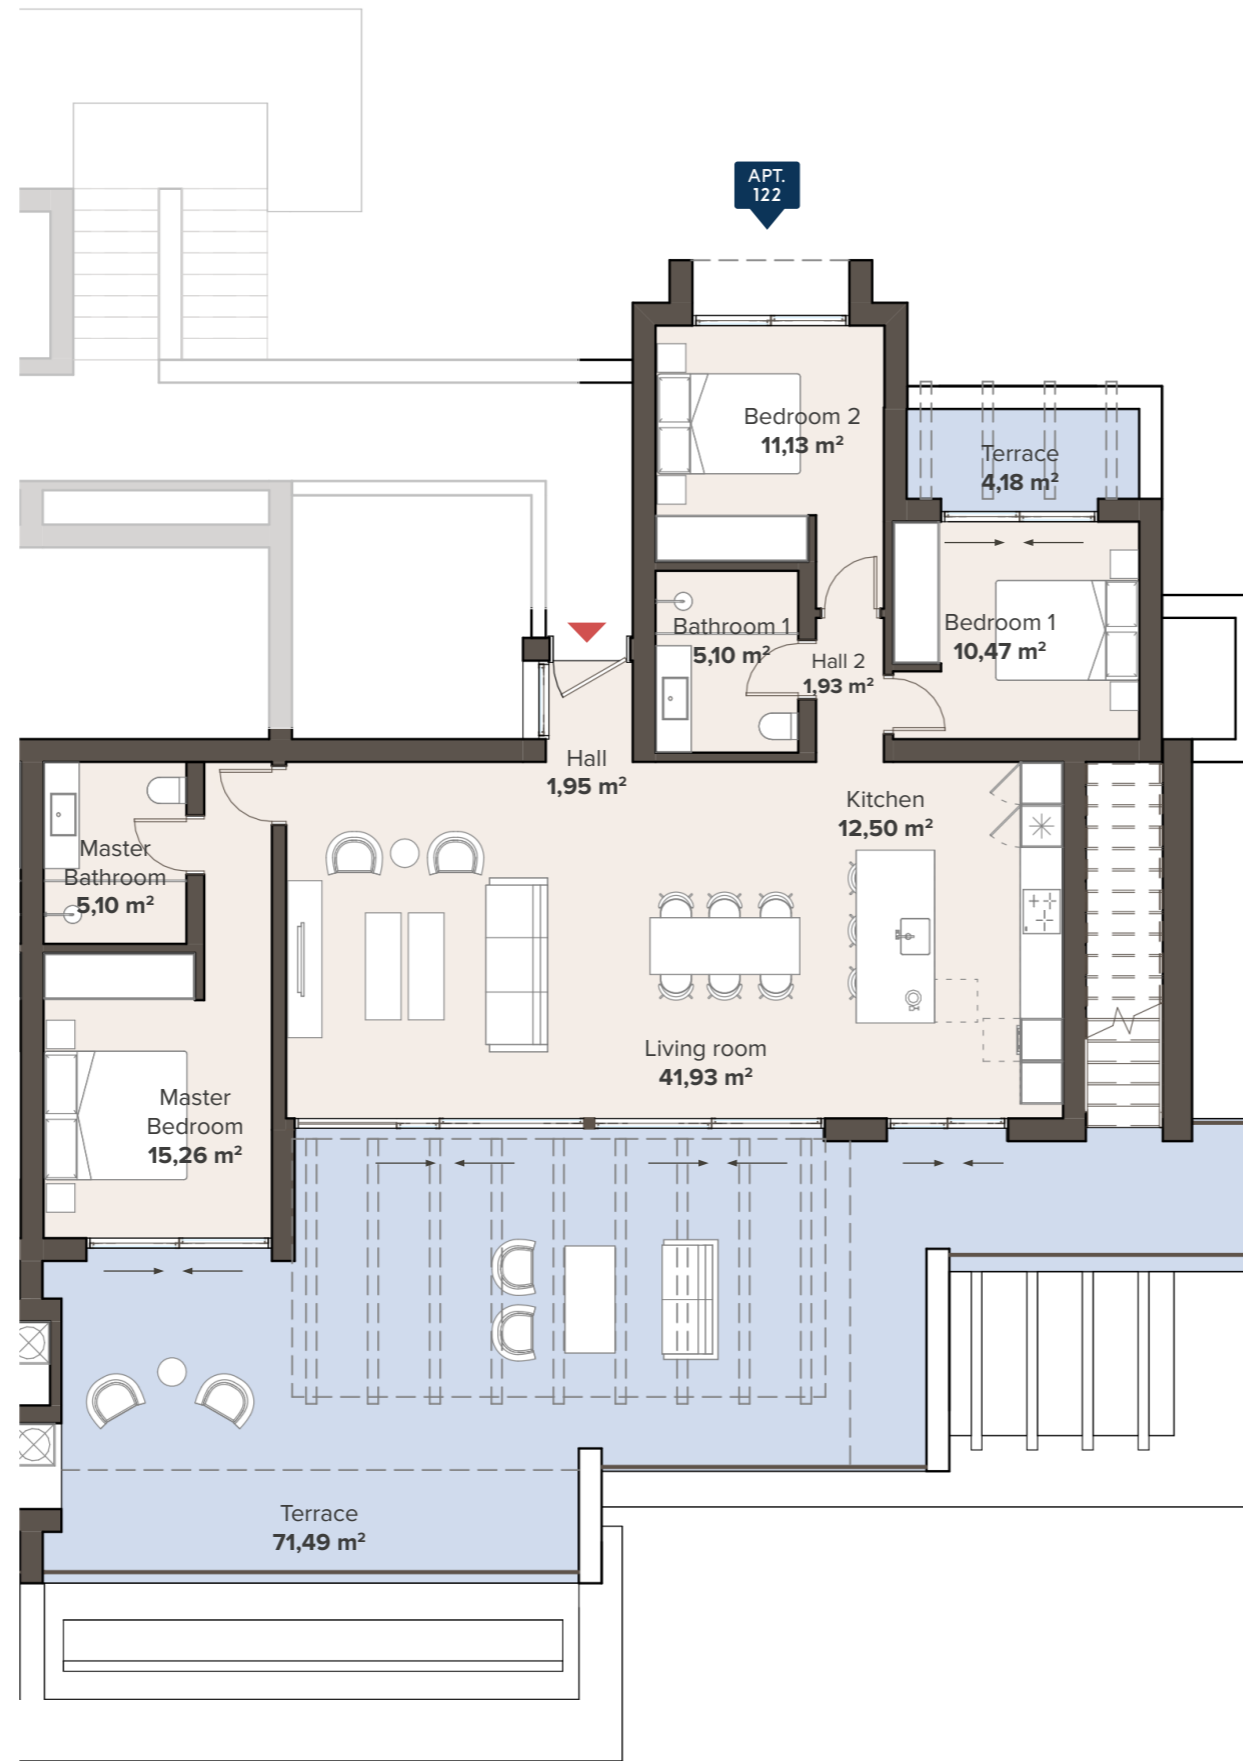 APT.
122
Bedroom 2
11,13 m²
Terrace
4,18 m²
Bathroom 1
5,10 m²
Hall 2
1,93 m²
Bedroom 1
10,47 m²
Hall
1,95 m²
Kitchen
12,50 m²
Master
Bathroom
5,10 m²
Living room
41,93 m²
Master
Bedroom
15,26 m²
Terrace
71,49 m²